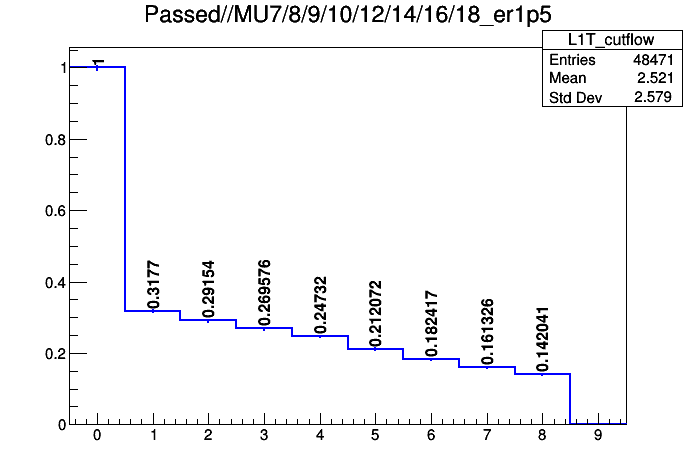 Passed//MU7/8/9/10/12/14/16/18_er1p5
L1T_cutflow
Entries 48471
Mean 2.521
Std Dev 2.579
1
0.8
0.6
0.4
0.2
0
1
0.3177
0.29154
0.269576
0.24732
0.212072
0.182417
0.161326
0.142041
0 1 2 3 4 5 6 7 8 9